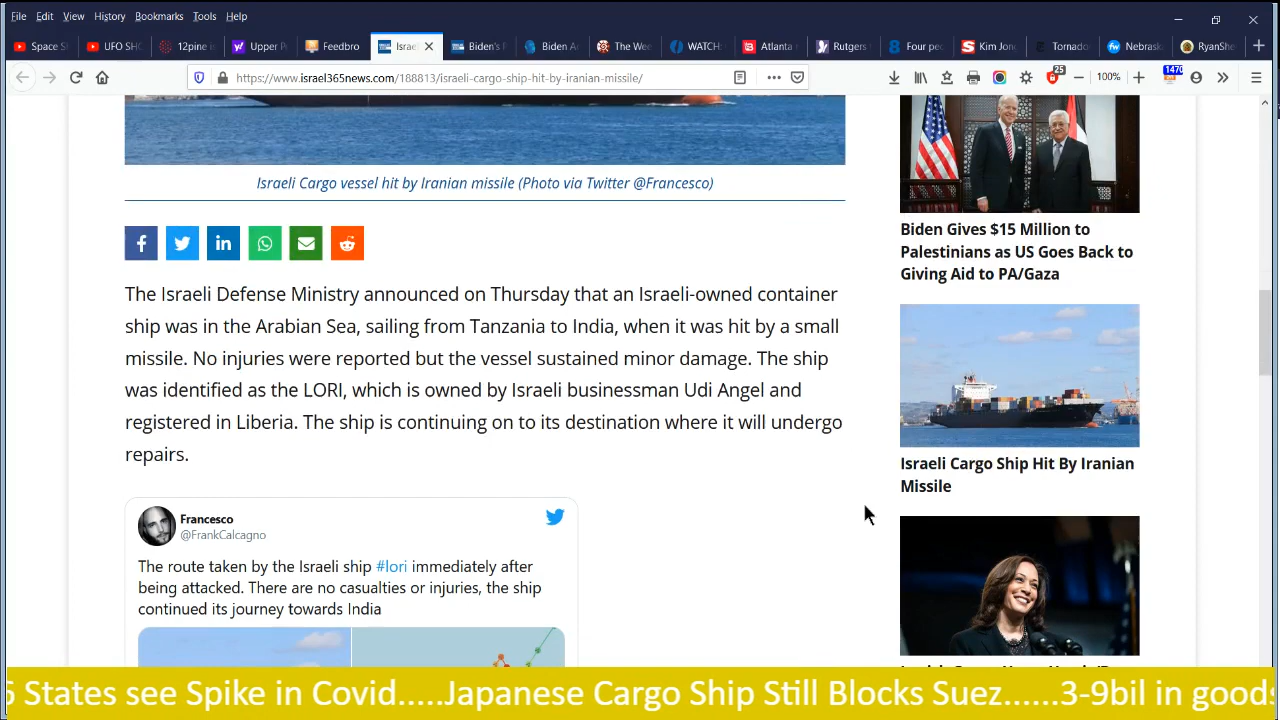 File Edit View History Bookmarks Tools Help
Space S
UFO SHO
12pine in
Upper P
Feedbro
Israe
Biden's
Biden A
The Wee
WATCH:
Atlanta
Rutgers
Four peo
Kim Jon
Tornado
Nebrask
RyanShe
https://www.israel365news.com/188813/israeli-cargo-ship-hit-by-iranian-missile/
25
100%
1470
Israeli Cargo vessel hit by Iranian missile (Photo via Twitter @Francesco)
The Israeli Defense Ministry announced on Thursday that an Israeli-owned container
ship was in the Arabian Sea, sailing from Tanzania to India, when it was hit by a small
missile. No injuries were reported but the vessel sustained minor damage. The ship
was identified as the LORI, which is owned by Israeli businessman Udi Angel and
registered in Liberia. The ship is continuing on to its destination where it will undergo
repairs.
Francesco
@FrankCalcagno
The route taken by the Israeli ship #lori immediately after
being attacked. There are no casualties or injuries, the ship
continued its journey towards India
Biden Gives $15 Million to
Palestinians as US Goes Back to
Giving Aid to PA/Gaza
Israeli Cargo Ship Hit By Iranian
Missile
6 States see Spike in Covid.....Japanese Cargo Ship Still Blocks Suez......3-9bil in goods